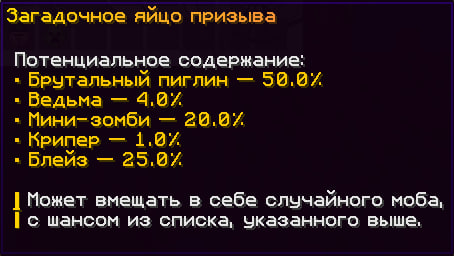 Загадочное яйцо призыва
Потенциальное содержание:
• Брутальный пиглин — 50.0%
• Ведьма — 4.0%
• Мини-зомби — 20.0%
• Крипер — 1.0%
• Блейз — 25.0%
Может вмещать в себе случайного моба,
с шансом из списка, указанного выше.